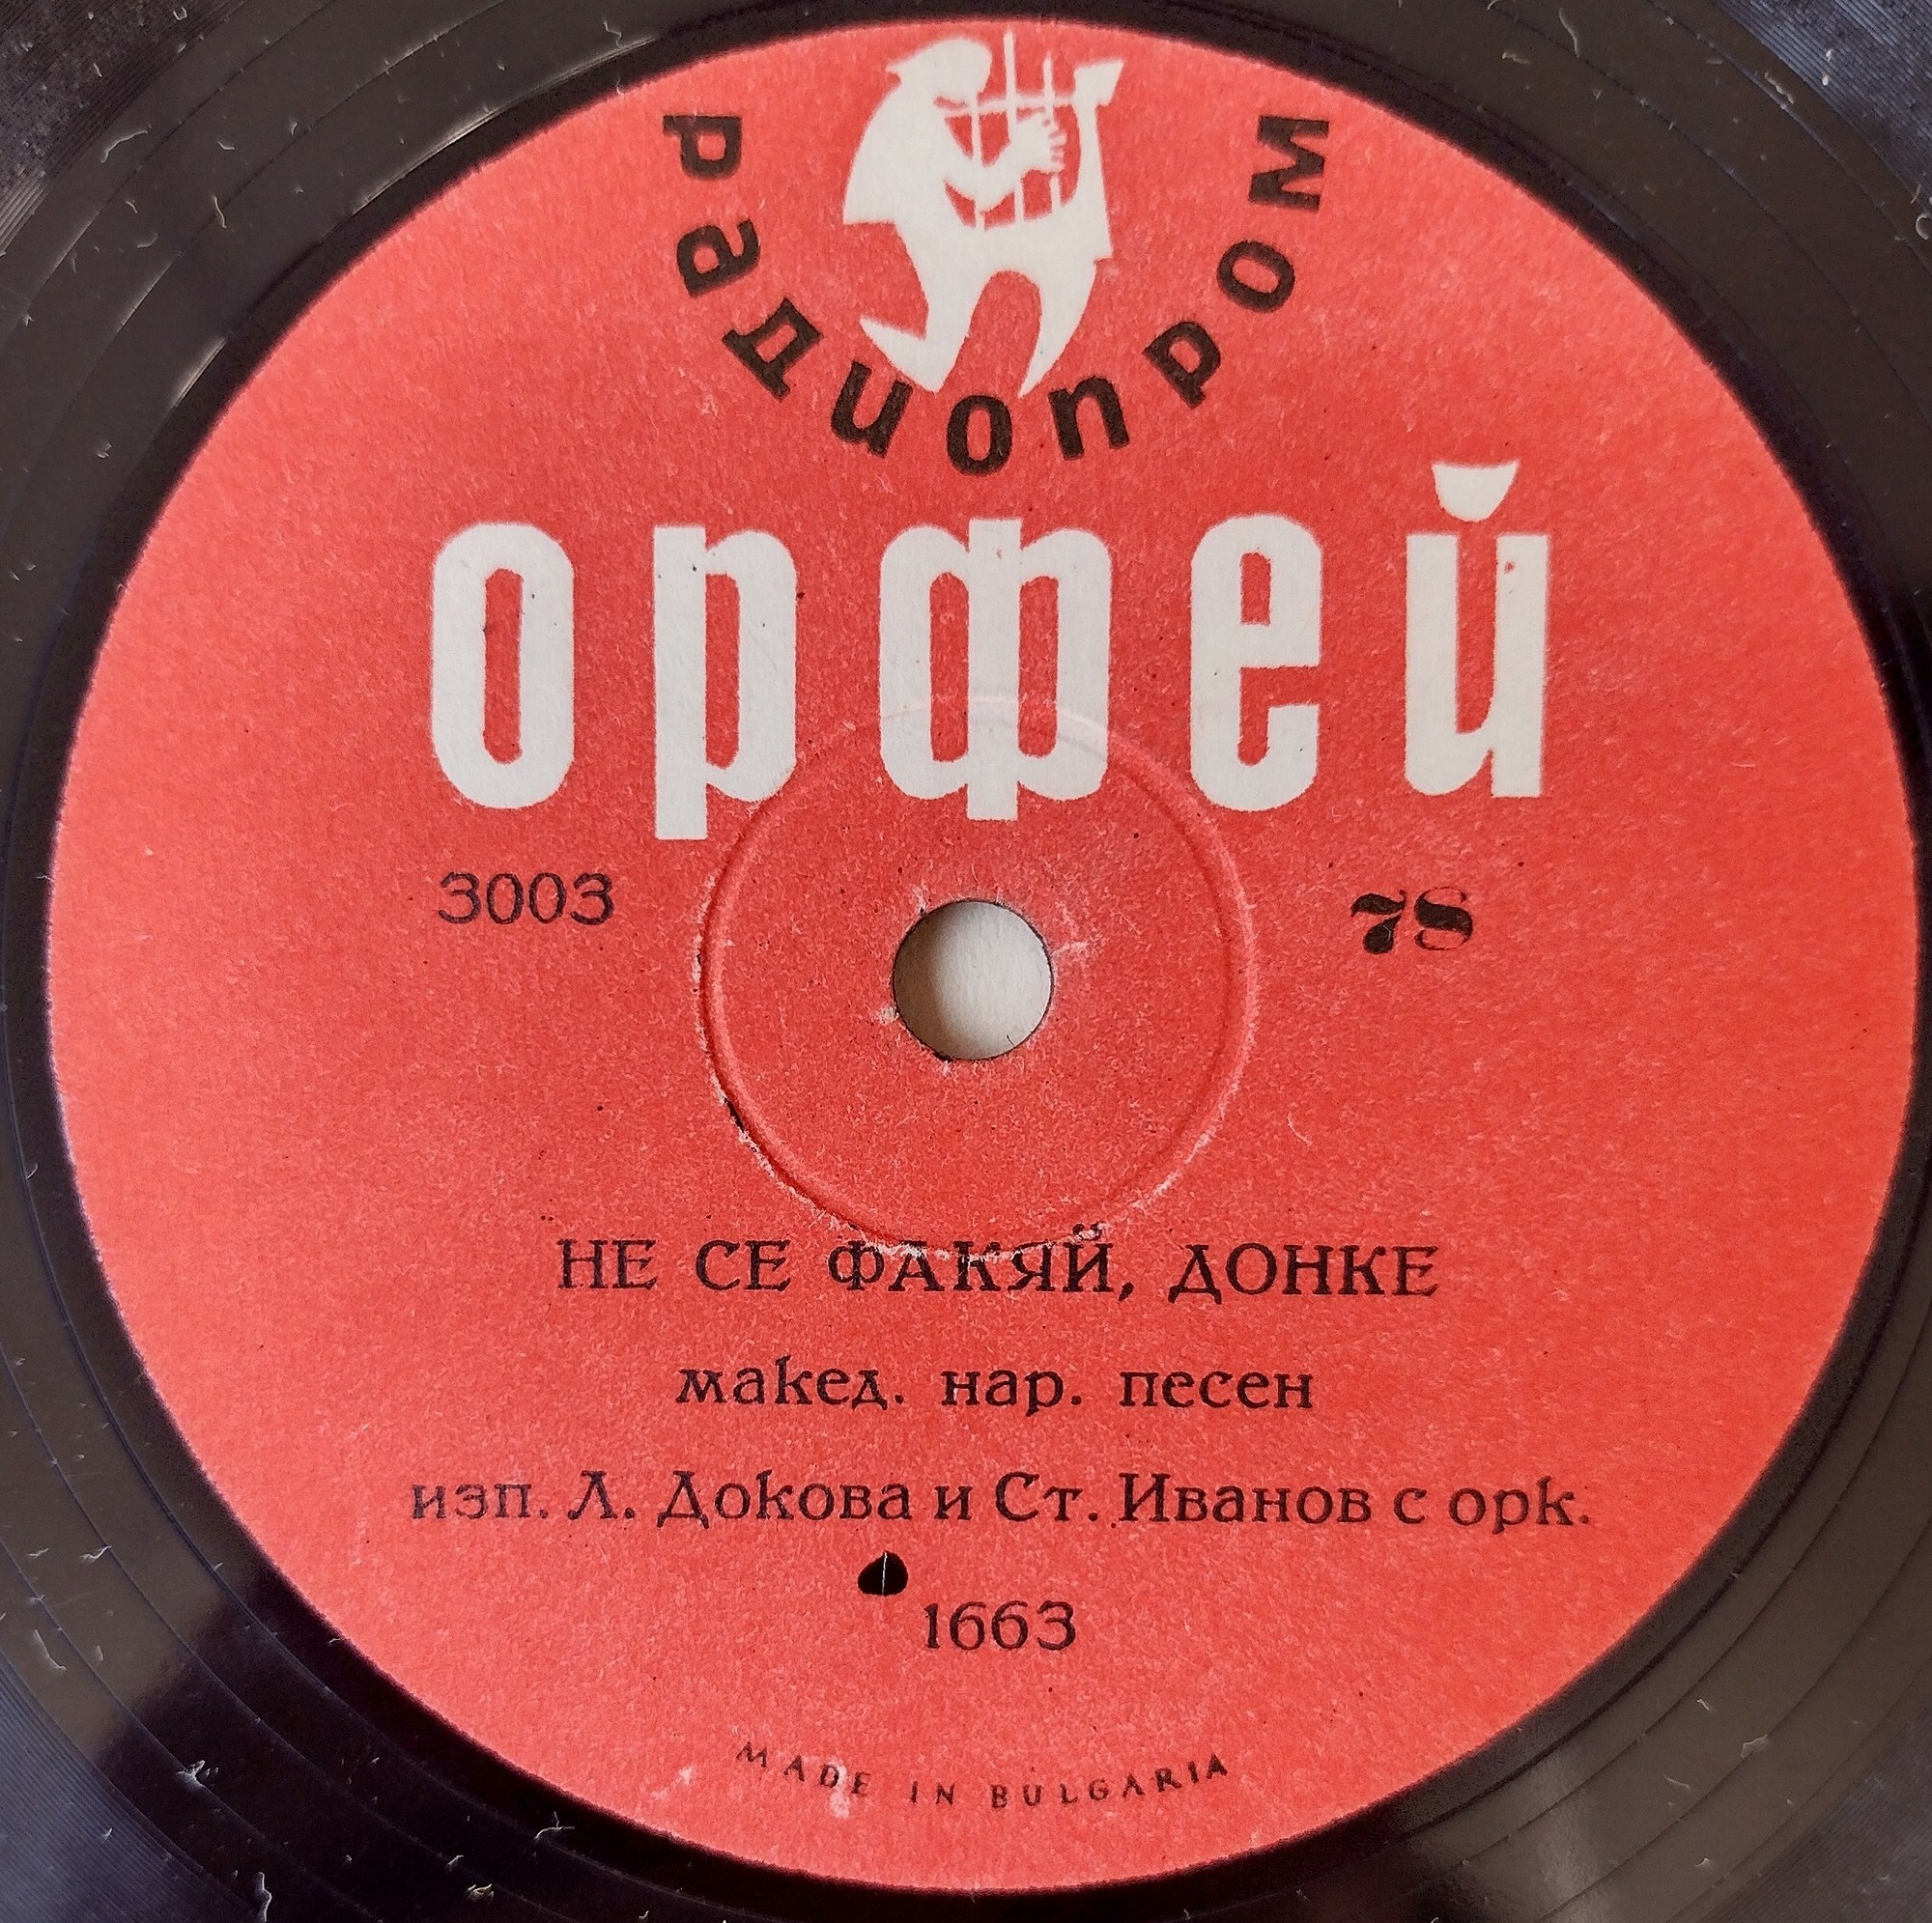 радиопром
орфей
3003 78
НЕ СЕ ФАКЯЙ, ДОНКЕ
макед. нар. песен
изп. Л. Докова и Ст. Иванов с орк.
1663
MADE IN BULGARIA